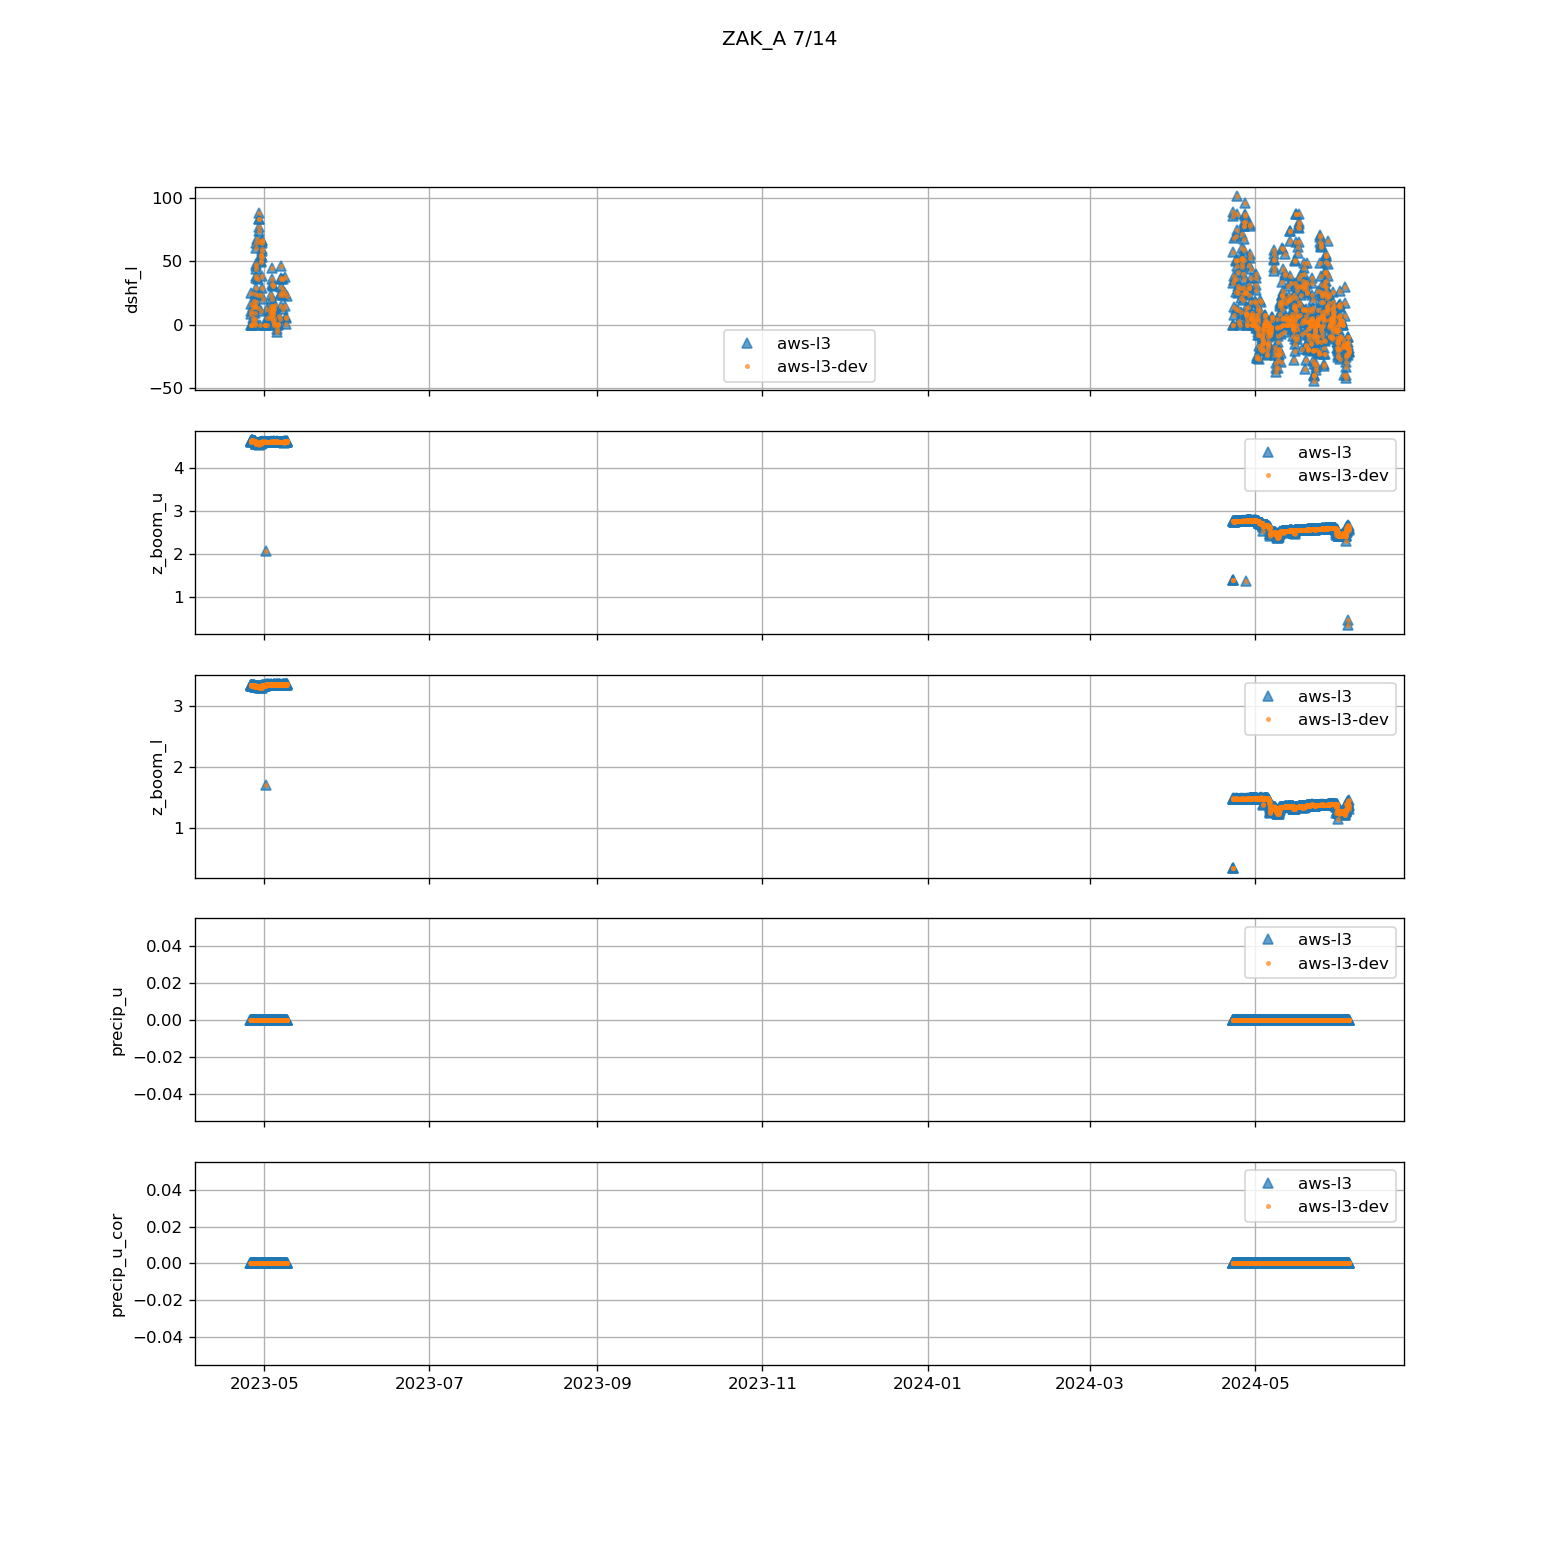 ZAK_A 7/14
100
50
0
−50
dshf_l
aws-l3
aws-l3-dev
4
3
2
1
z_boom_u
aws-l3
aws-l3-dev
3
2
1
z_boom_l
aws-l3
aws-l3-dev
0.04
0.02
0.00
−0.02
−0.04
precip_u
aws-l3
aws-l3-dev
0.04
0.02
0.00
−0.02
−0.04
precip_u_cor
aws-l3
aws-l3-dev
2023-05 2023-07 2023-09 2023-11 2024-01 2024-03 2024-05